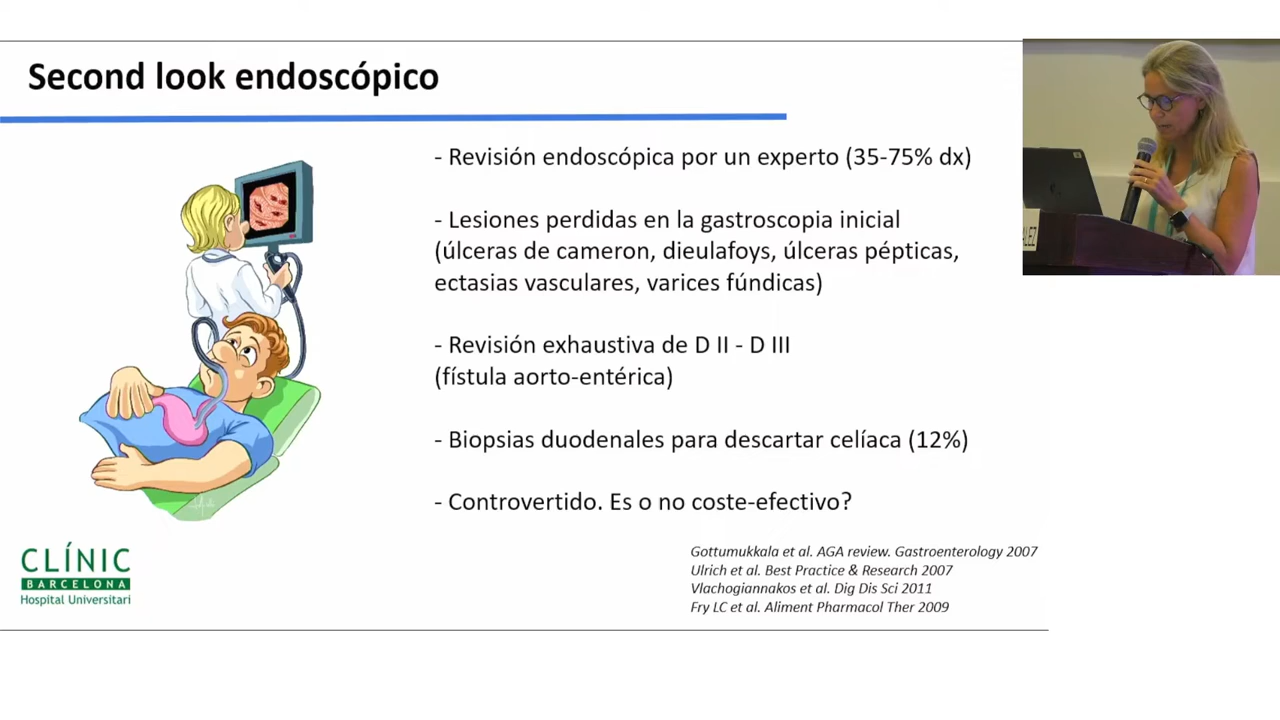 Second look endoscópico
- Revisión endoscópica por un experto (35-75% dx)
- Lesiones perdidas en la gastroscopia inicial
(úlceras de cameron, dieulafoys, úlceras pépticas,
ectasias vasculares, varices fúndicas)
- Revisión exhaustiva de D II - D III
(fístula aorto-entérica)
- Biopsias duodenales para descartar celíaca (12%)
- Controvertido. Es o no coste-efectivo?
CLÍNIC
BARCELONA
Hospital Universitari
Gottumukkala et al. AGA review. Gastroenterology 2007
Ulrich et al. Best Practice & Research 2007
Vlachogiannakos et al. Dig Dis Sci 2011
Fry LC et al. Aliment Pharmacol Ther 2009